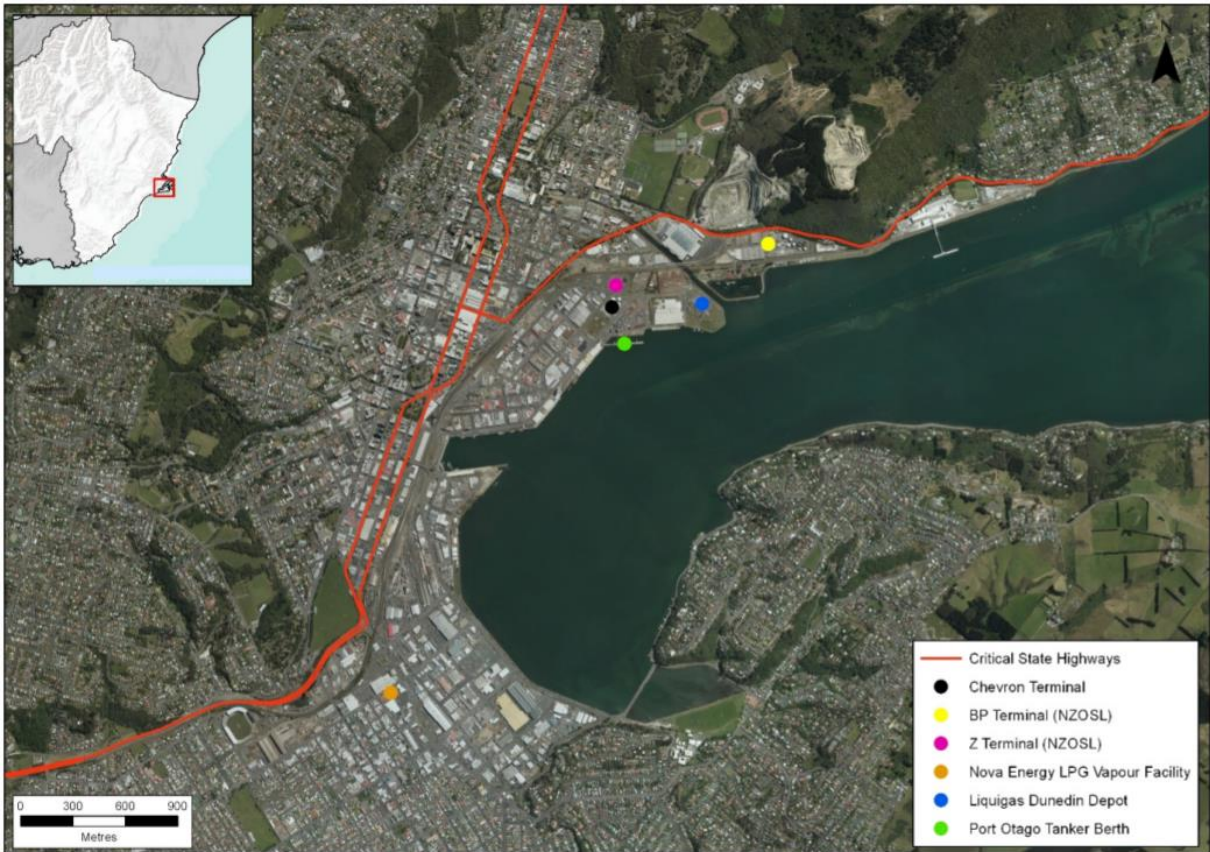 Critical State Highways
Chevron Terminal
BP Terminal (NZOSL)
Z Terminal (NZOSL)
Nova Energy LPG Vapour Facility
Liquigas Dunedin Depot
Port Otago Tanker Berth
0 300 600 900
Metres